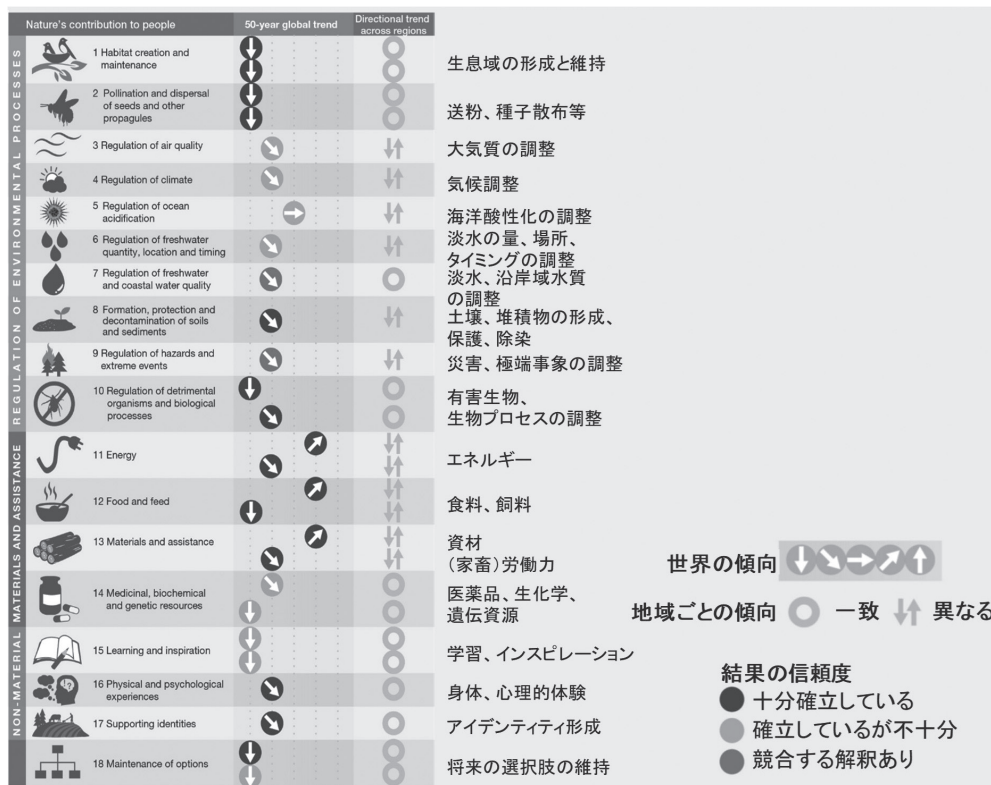 Nature's contribution to people
50-year global trend
Directional trend
across regions
REGULATION OF ENVIRONMENTAL PROCESSES
1 Habitat creation and
maintenance
生息域の形成と維持
2 Pollination and dispersal
of seeds and other
propagules
送粉、種子散布等
3 Regulation of air quality
大気質の調整
4 Regulation of climate
気候調整
5 Regulation of ocean
acidification
海洋酸性化の調整
6 Regulation of freshwater
quantity, location and timing
淡水の量、場所、
タイミングの調整
7 Regulation of freshwater
and coastal water quality
淡水、沿岸域水質
の調整
8 Formation, protection and
decontamination of soils
and sediments
土壌、堆積物の形成、
保護、除染
9 Regulation of hazards and
extreme events
災害、極端事象の調整
10 Regulation of detrimental
organisms and biological
processes
有害生物、
生物プロセスの調整
MATERIALS AND ASSISTANCE
11 Energy
エネルギー
12 Food and feed
食料、飼料
13 Materials and assistance
資材
（家畜）労働力
14 Medicinal, biochemical
and genetic resources
医薬品、生化学、
遺伝資源
NON-MATERIAL
15 Learning and inspiration
学習、インスピレーション
16 Physical and psychological
experiences
身体、心理的体験
17 Supporting identities
アイデンティティ形成
18 Maintenance of options
将来の選択肢の維持
世界の傾向
地域ごとの傾向 一致 異なる
結果の信頼度
十分確立している
確立しているが不十分
競合する解釈あり